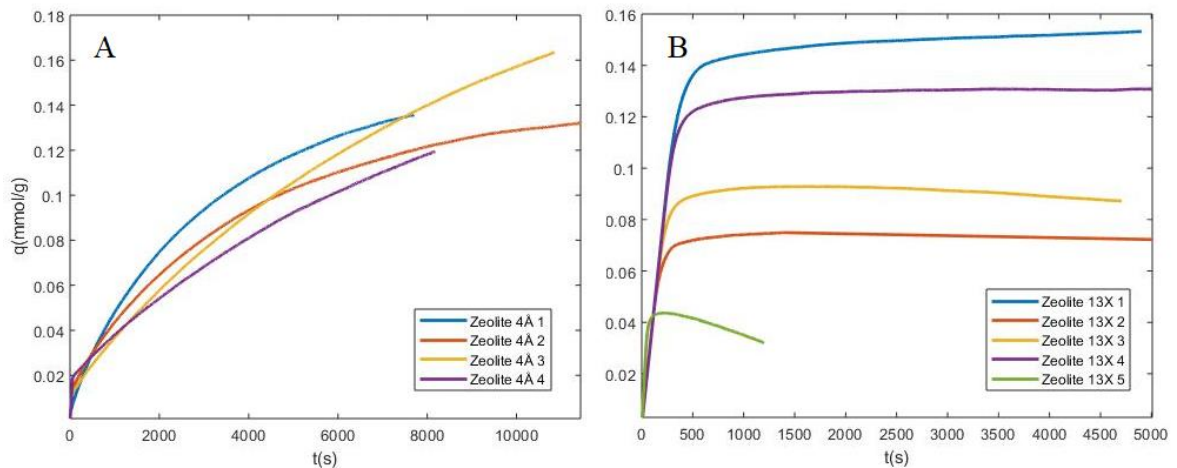 A
q(mmol/g)
0.18
0.16
0.14
0.12
0.1
0.08
0.06
0.04
0.02
0 2000 4000 6000 8000 10000
t(s)
Zeolite 4Å 1
Zeolite 4Å 2
Zeolite 4Å 3
Zeolite 4Å 4
B
0.16
0.14
0.12
0.1
0.08
0.06
0.04
0.02
0 500 1000 1500 2000 2500 3000 3500 4000 4500 5000
t(s)
Zeolite 13X 1
Zeolite 13X 2
Zeolite 13X 3
Zeolite 13X 4
Zeolite 13X 5